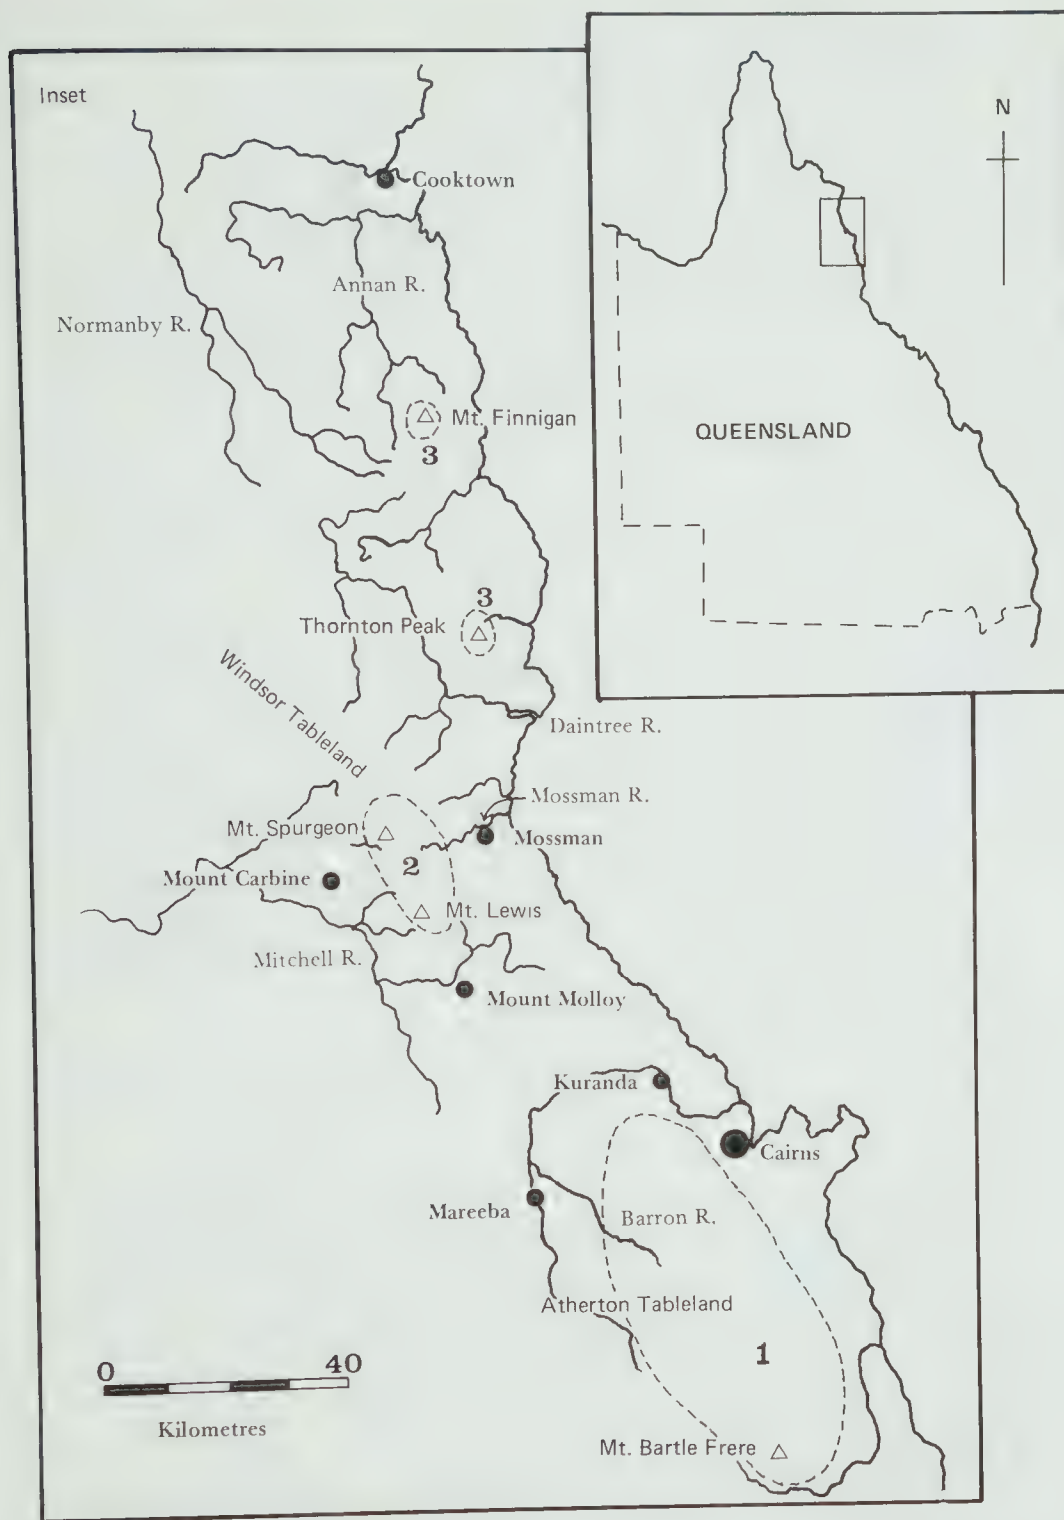 Inset
N
Cooktown
Annan R.
Normanby R.
Mt. Finnigan
3
QUEENSLAND
3
Thornton Peak
Windsor Tableland
Daintree R.
Mossman R.
Mt. Spurgeon
Mossman
2
Mount Carbine
Mt. Lewis
Mitchell R.
Mount Molloy
Kuranda
Cairns
Mareeba
Barron R.
Atherton Tableland
1
0 40
Kilometres
Mt. Bartle Frere